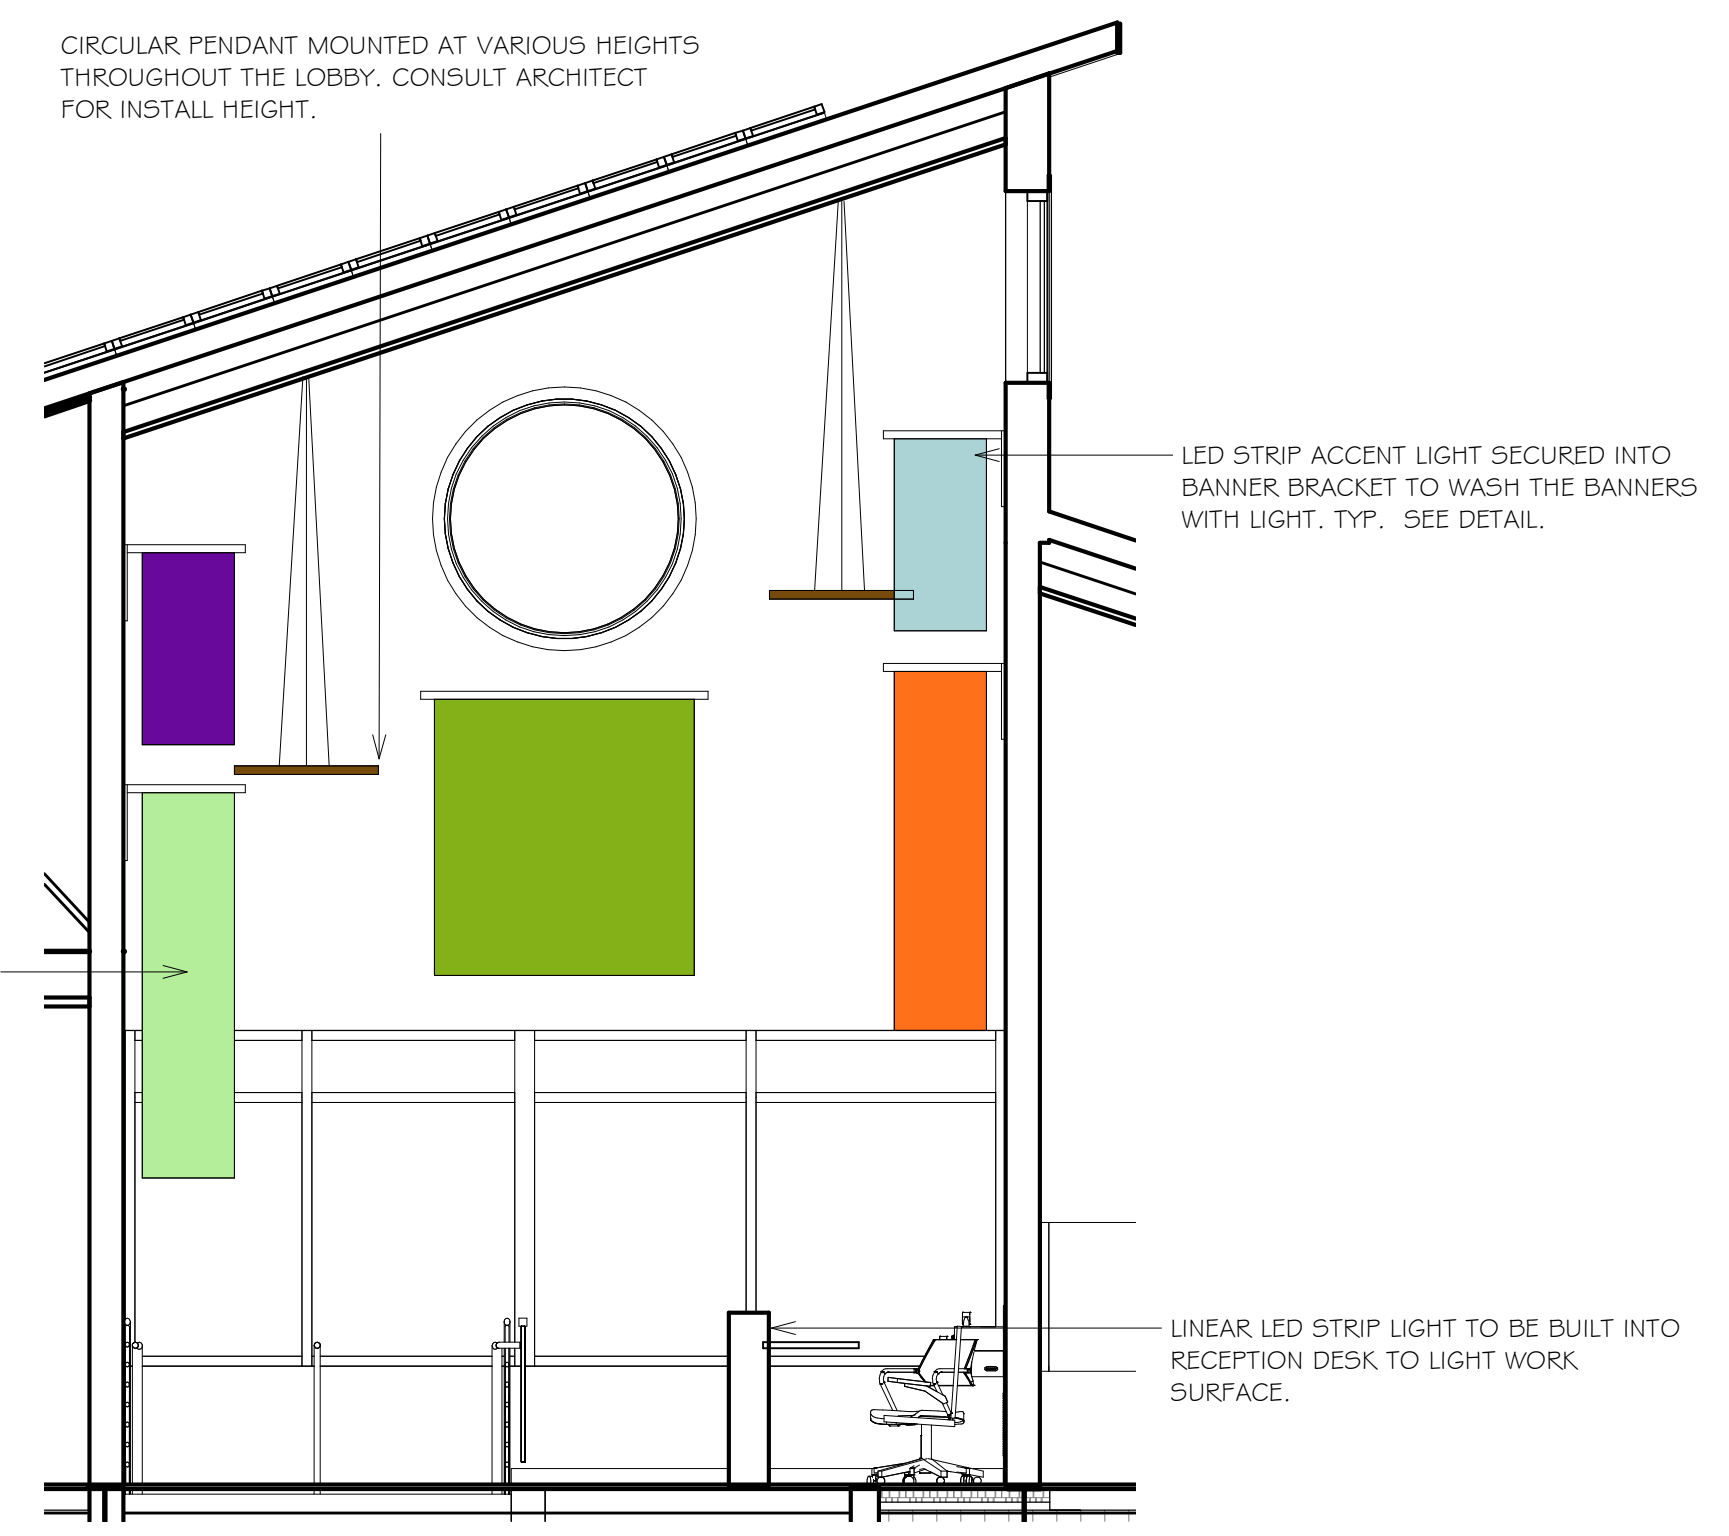 CIRCULAR PENDANT MOUNTED AT VARIOUS HEIGHTS
THROUGHOUT THE LOBBY. CONSULT ARCHITECT
FOR INSTALL HEIGHT.
LED STRIP ACCENT LIGHT SECURED INTO
BANNER BRACKET TO WASH THE BANNERS
WITH LIGHT. TYP. SEE DETAIL.
LINEAR LED STRIP LIGHT TO BE BUILT INTO
RECEPTION DESK TO LIGHT WORK
SURFACE.